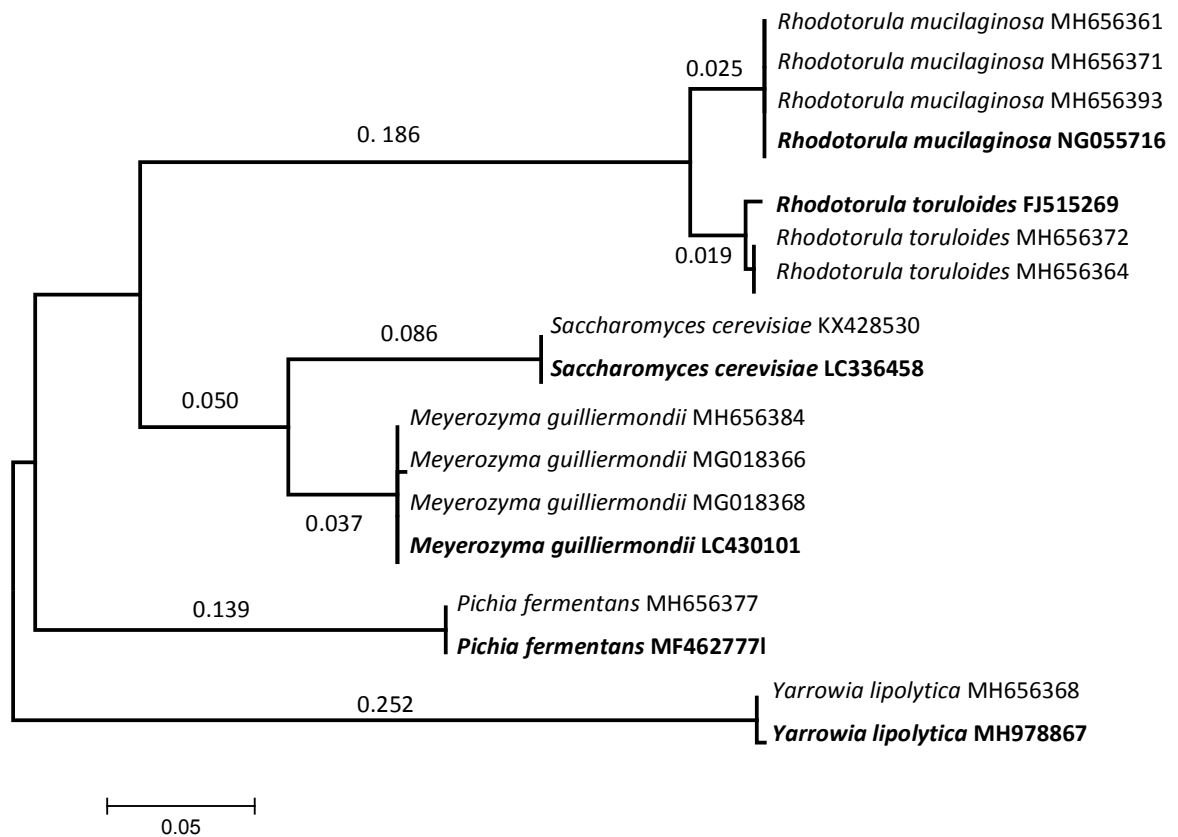 Rhodotorula mucilaginosa MH656361
0.025
Rhodotorula mucilaginosa MH656371
Rhodotorula mucilaginosa MH656393
0. 186
Rhodotorula mucilaginosa NG055716
Rhodotorula toruloides FJ515269
Rhodotorula toruloides MH656372
0.019
Rhodotorula toruloides MH656364
Saccharomyces cerevisiae KX428530
0.086
Saccharomyces cerevisiae LC336458
0.050
Meyerozyma guilliermondii MH656384
Meyerozyma guilliermondii MG018366
Meyerozyma guilliermondii MG018368
0.037
Meyerozyma guilliermondii LC430101
Pichia fermentans MH656377
0.139
Pichia fermentans MF462777l
Yarrowia lipolytica MH656368
0.252
Yarrowia lipolytica MH978867
0.05